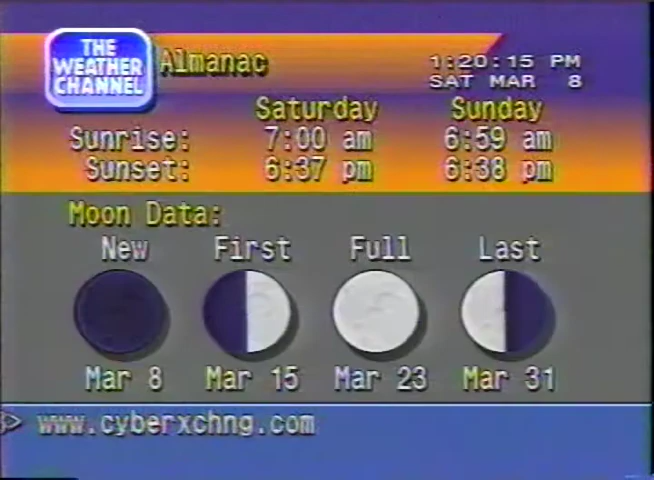 THE
WEATHER
CHANNEL
Almanac
1:20:15 PM
SAT MAR 8
Saturday Sunday
Sunrise: 7:00 am 6:59 am
Sunset: 6:37 pm 6:38 pm
Moon Data:
New First Full Last
Mar 8 Mar 15 Mar 23 Mar 31
www.cyberxchng.com